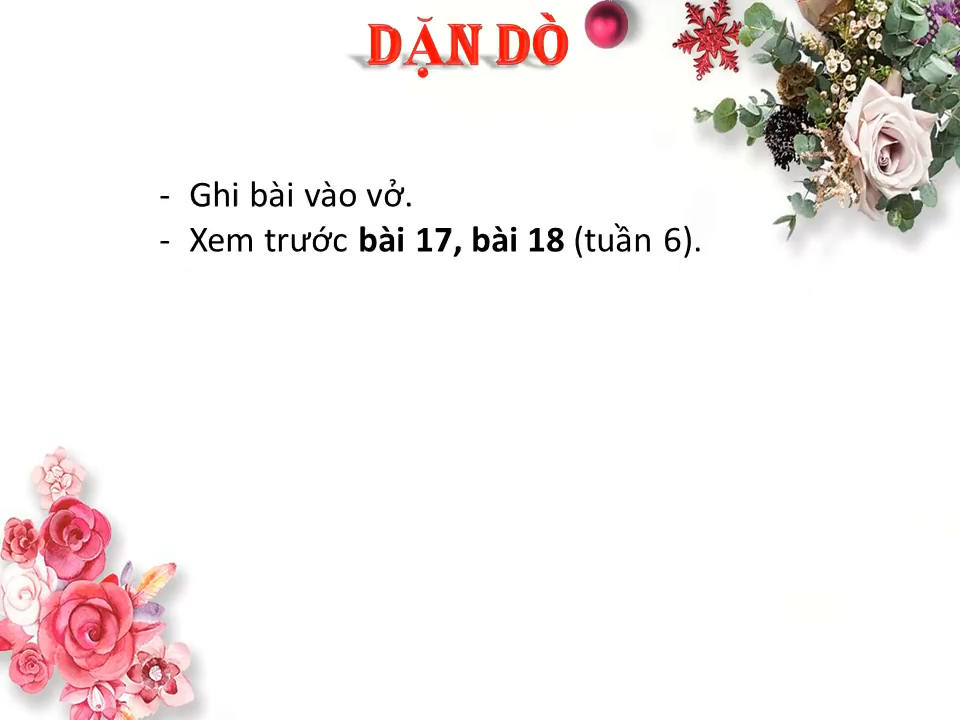 DẶN DÒ
- Ghi bài vào vở.
- Xem trước bài 17, bài 18 (tuần 6).